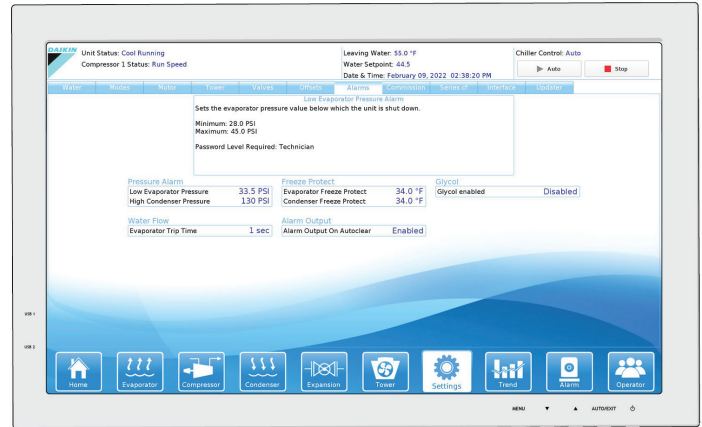 DAIKIN
Unit Status: Cool Running
Compressor 1 Status: Run Speed
Leaving Water: 55.0 °F
Water Setpoint: 44.5
Date & Time: February 09, 2022 02:38:20 PM
Chiller Control: Auto
Auto
Stop
Water Modes Motor Tower Valves Offsets Alarms Commission Series of Interface Updater
Low Evaporator Pressure Alarm
Sets the evaporator pressure value below which the unit is shut down.
Minimum: 28.0 PSI
Maximum: 45.0 PSI
Password Level Required: Technician
Pressure Alarm
Low Evaporator Pressure 33.5 PSI
High Condenser Pressure 130 PSI
Freeze Protect
Evaporator Freeze Protect 34.0 °F
Condenser Freeze Protect 34.0 °F
Glycol
Glycol enabled Disabled
Water Flow
Evaporator Trip Time 1 sec
Alarm Output
Alarm Output On Autoclear Enabled
USB 1
USB 2
Home Evaporator Compressor Condenser Expansion Tower Settings Trend Alarm Operator
MENU ▼ ▲ AUTO/EXIT